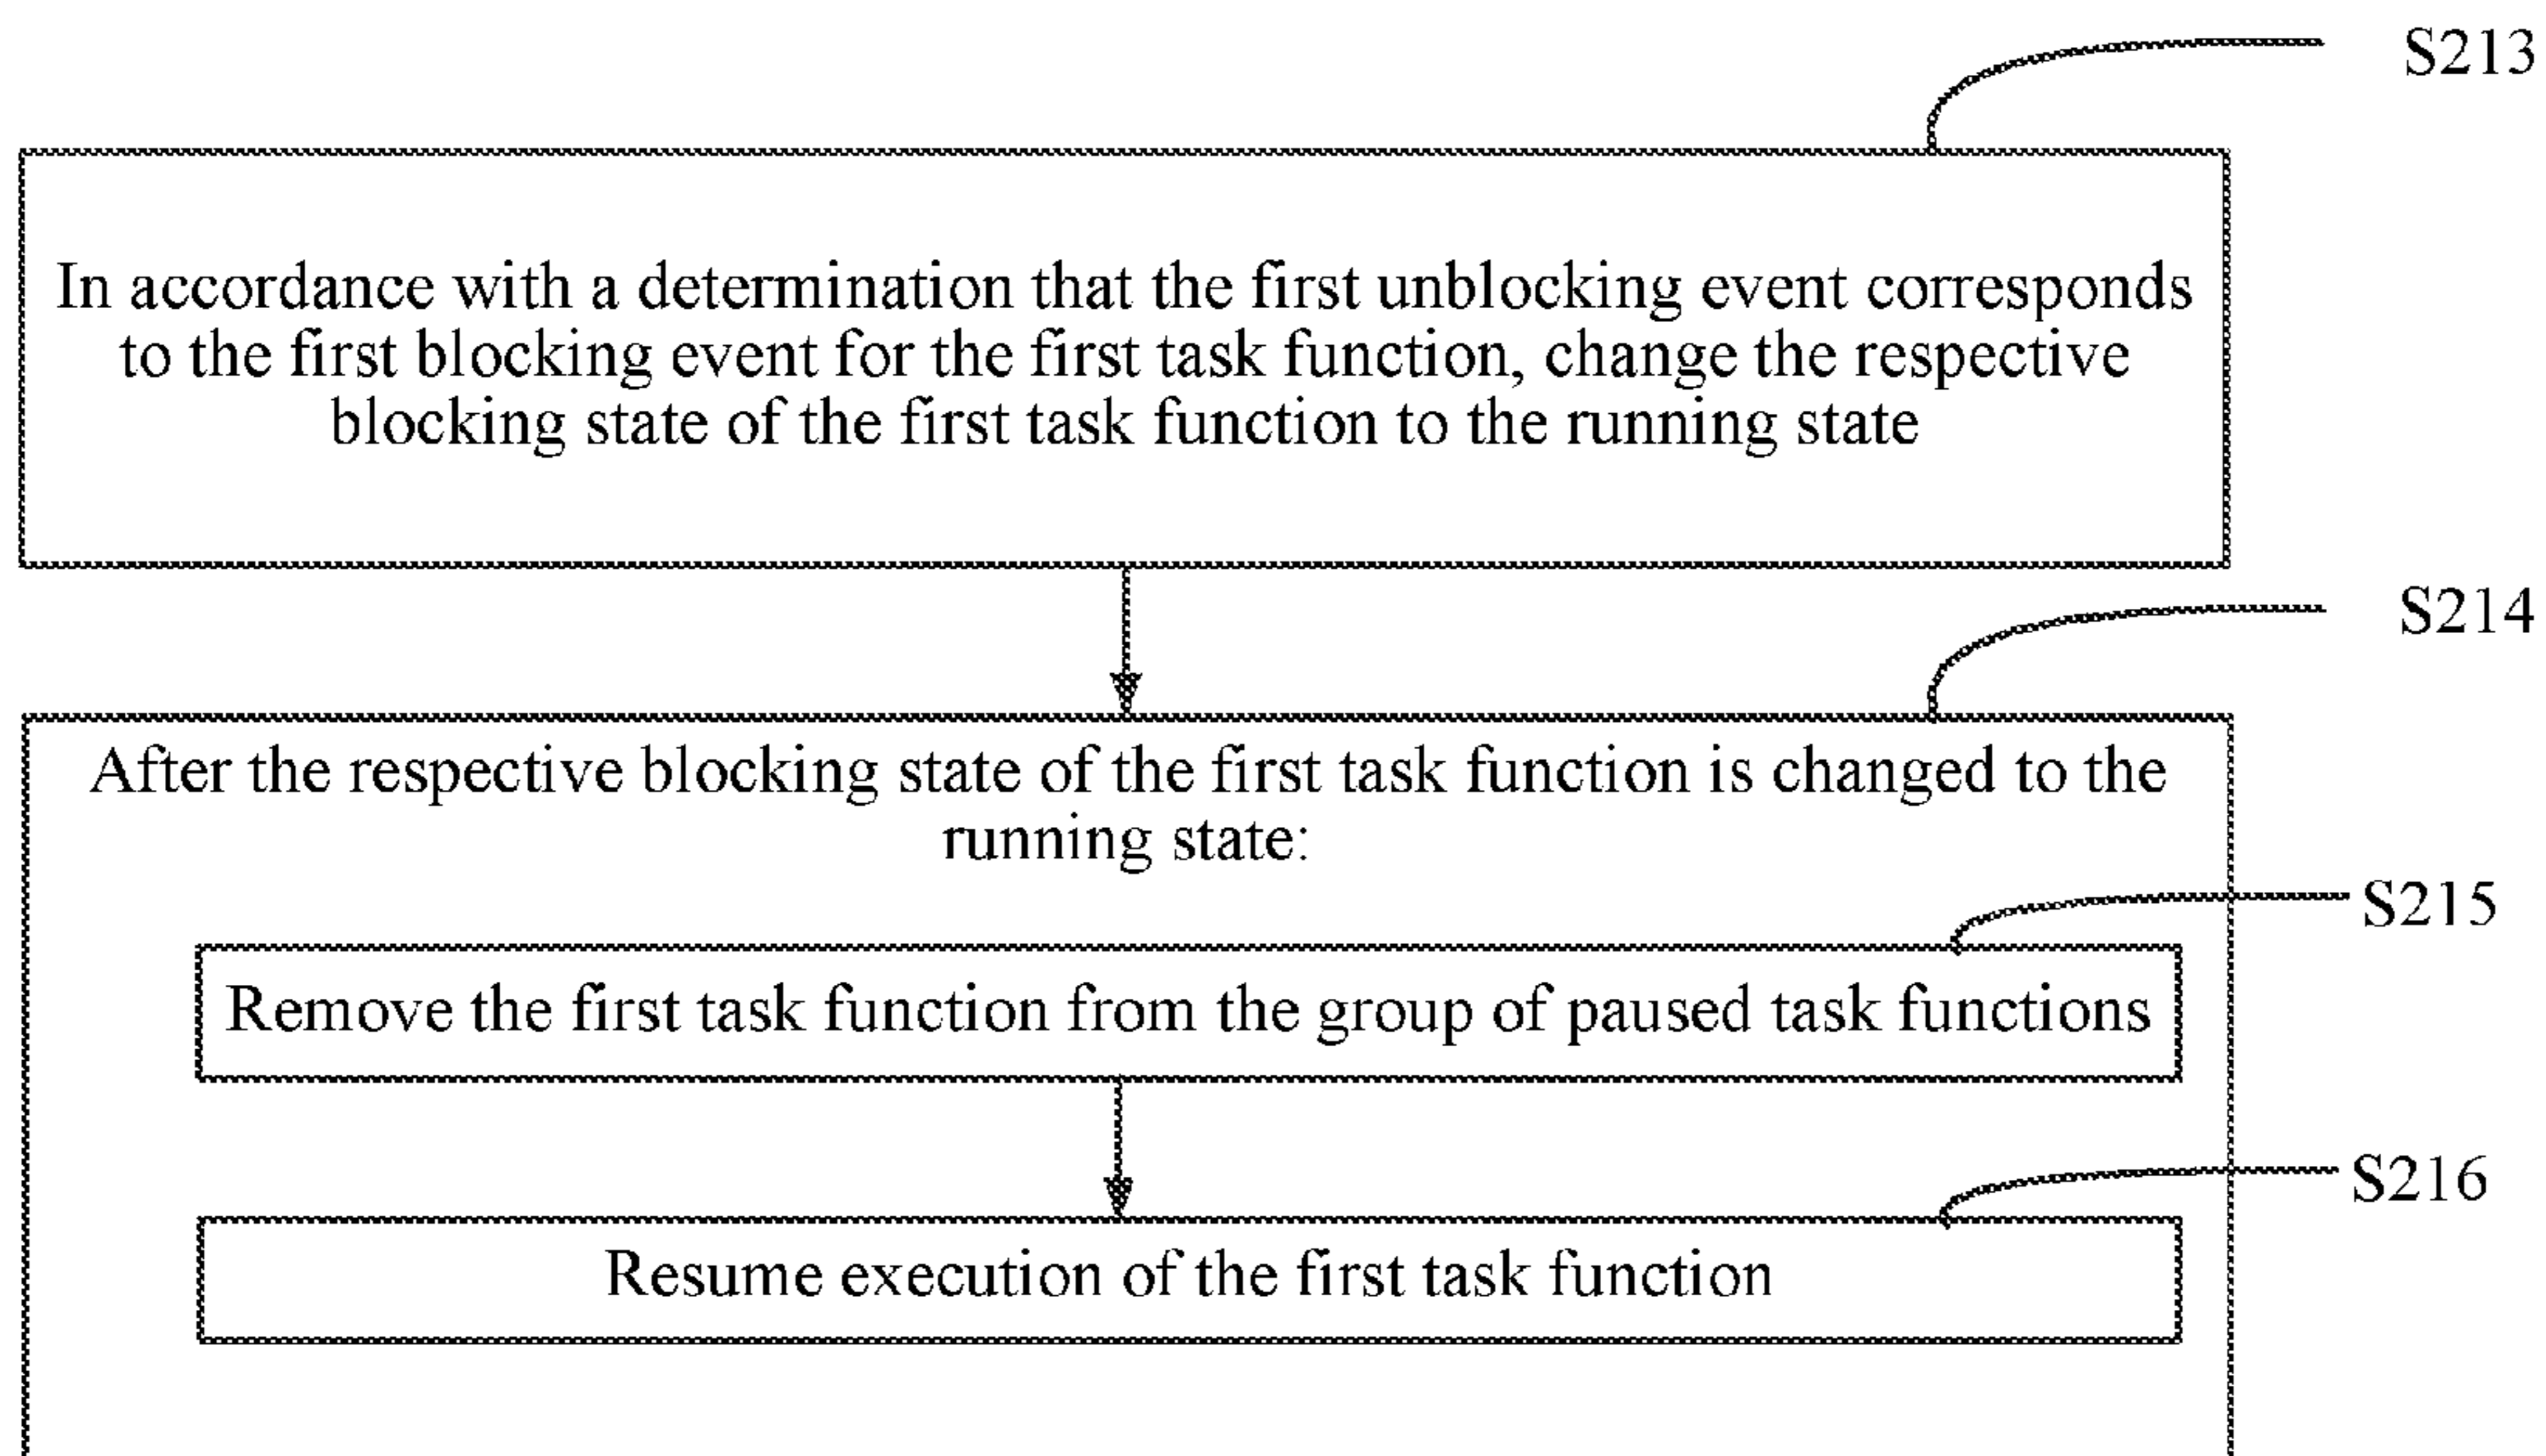 S213
In accordance with a determination that the first unblocking event corresponds
to the first blocking event for the first task function, change the respective
blocking state of the first task function to the running state
S214
After the respective blocking state of the first task function is changed to the
running state:
S215
Remove the first task function from the group of paused task functions
S216
Resume execution of the first task function